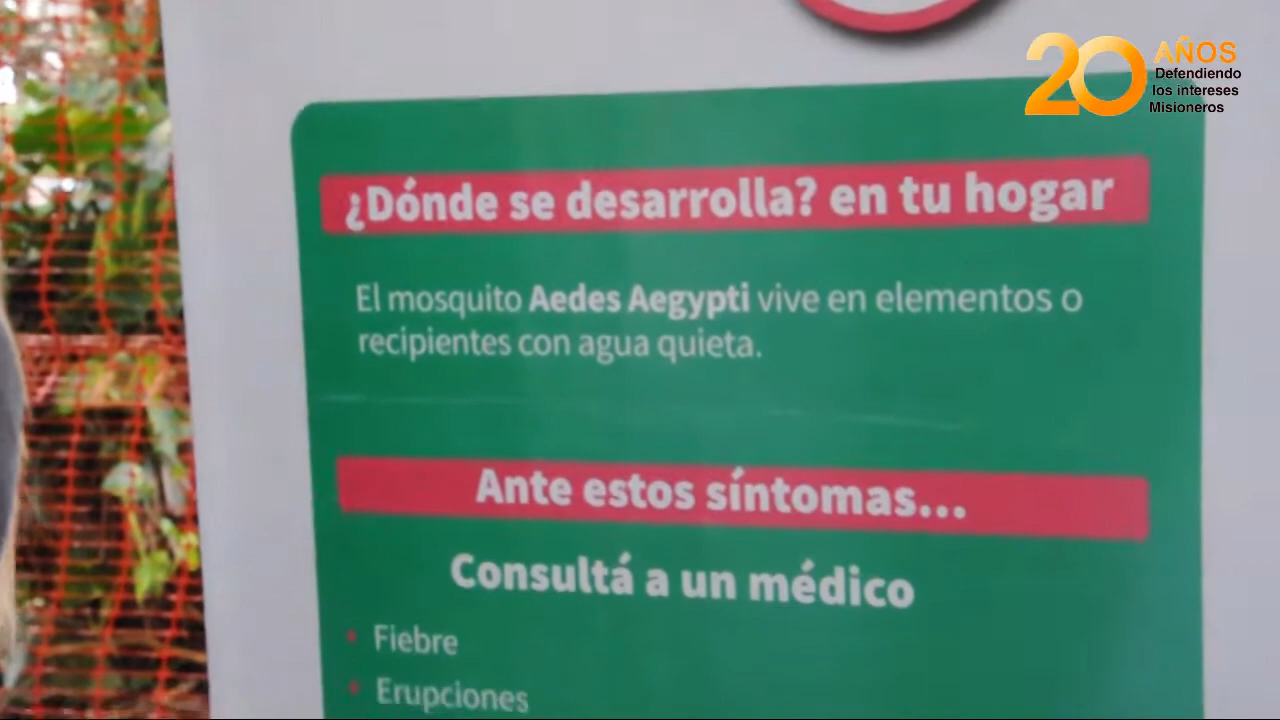 20 AÑOS
Defendiendo
los intereses
Misioneros
¿Dónde se desarrolla? en tu hogar
El mosquito Aedes Aegypti vive en elementos o
recipientes con agua quieta.
Ante estos síntomas...
Consultá a un médico
• Fiebre
• Erupciones